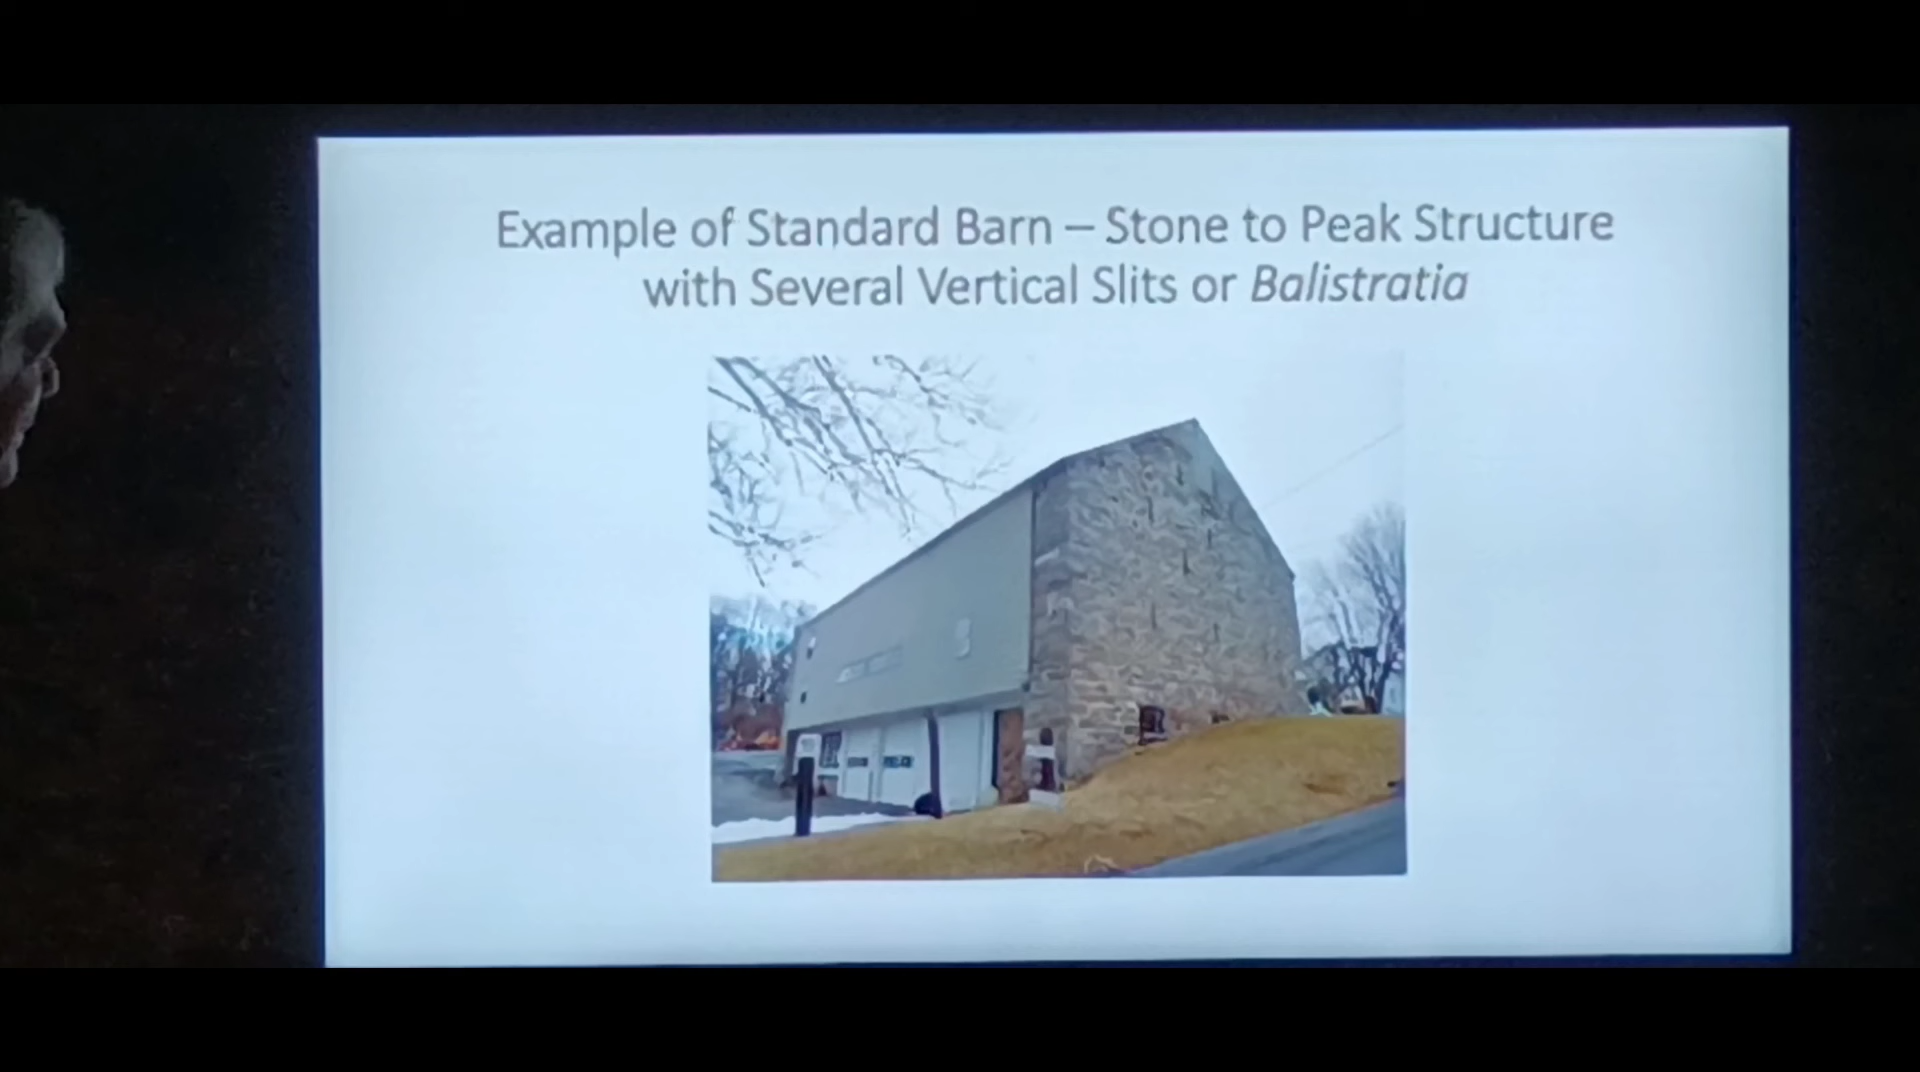 Example of Standard Barn – Stone to Peak Structure
with Several Vertical Slits or Balistratia